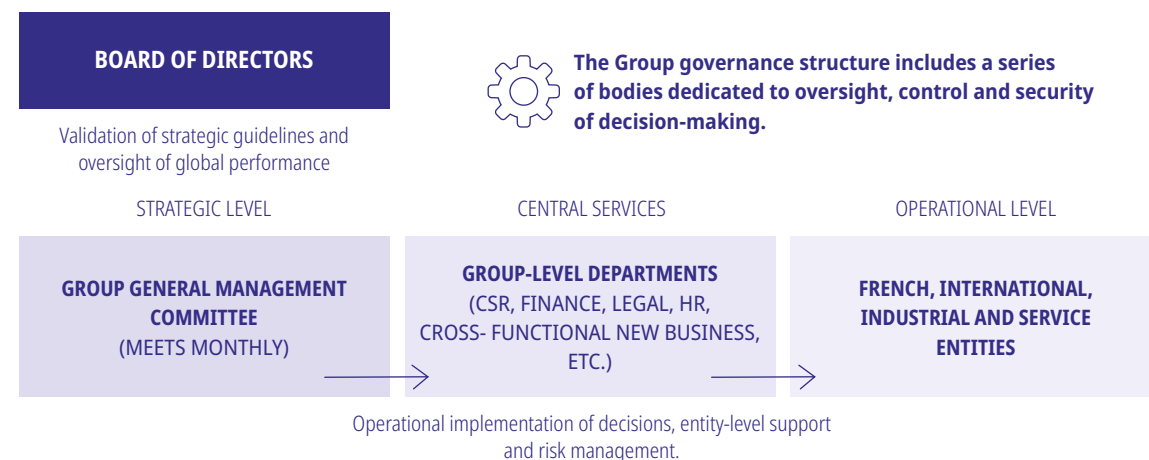 BOARD OF DIRECTORS
Validation of strategic guidelines and
oversight of global performance
The Group governance structure includes a series
of bodies dedicated to oversight, control and security
of decision-making.
STRATEGIC LEVEL
CENTRAL SERVICES
OPERATIONAL LEVEL
GROUP GENERAL MANAGEMENT
COMMITTEE
(MEETS MONTHLY)
GROUP-LEVEL DEPARTMENTS
(CSR, FINANCE, LEGAL, HR,
CROSS- FUNCTIONAL NEW BUSINESS,
ETC.)
FRENCH, INTERNATIONAL,
INDUSTRIAL AND SERVICE
ENTITIES
Operational implementation of decisions, entity-level support
and risk management.